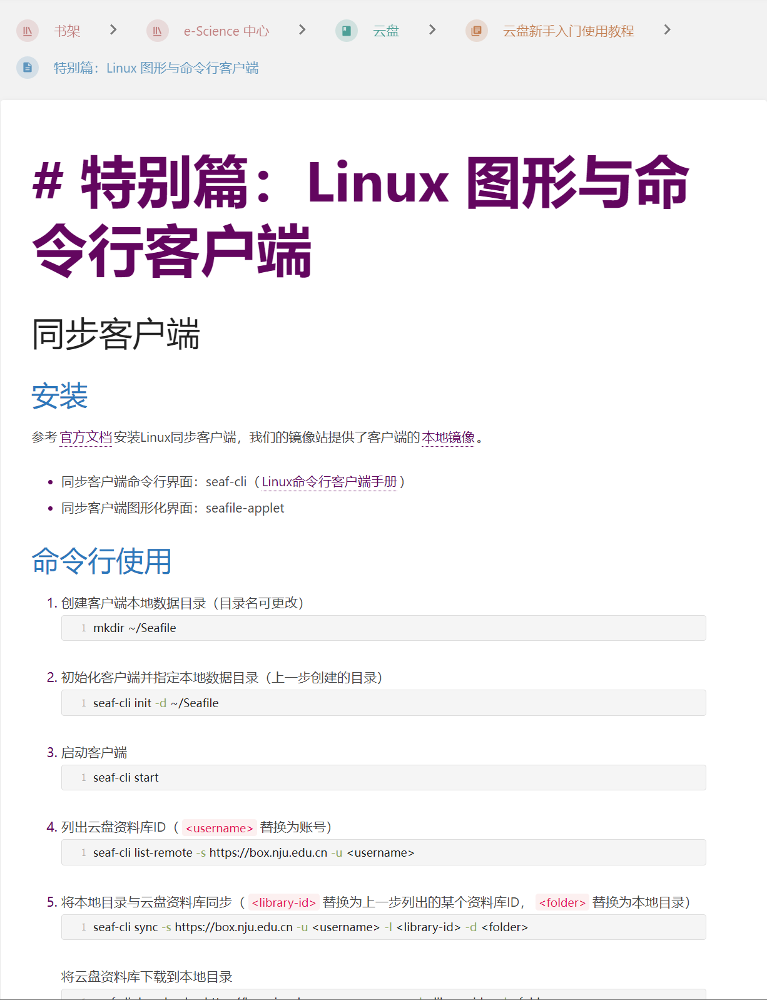 书架
e-Science 中心
云盘
云盘新手入门使用教程
特别篇：Linux 图形与命令行客户端
# 特别篇：Linux 图形与命
令行客户端
同步客户端
安装
参考官方文档安装Linux同步客户端，我们的镜像站提供了客户端的本地镜像。
• 同步客户端命令行界面：seaf-cli（Linux命令行客户端手册）
• 同步客户端图形化界面：seafile-applet
命令行使用
1. 创建客户端本地数据目录（目录名可更改）
1 mkdir ~/Seafile
2. 初始化客户端并指定本地数据目录（上一步创建的目录）
1 seaf-cli init -d ~/Seafile
3. 启动客户端
1 seaf-cli start
4. 列出云盘资料库ID（<username> 替换为账号）
1 seaf-cli list-remote -s https://box.nju.edu.cn -u <username>
5. 将本地目录与云盘资料库同步（<library-id> 替换为上一步列出的某个资料库ID，<folder> 替换为本地目录）
1 seaf-cli sync -s https://box.nju.edu.cn -u <username> -l <library-id> -d <folder>
将云盘资料库下载到本地目录